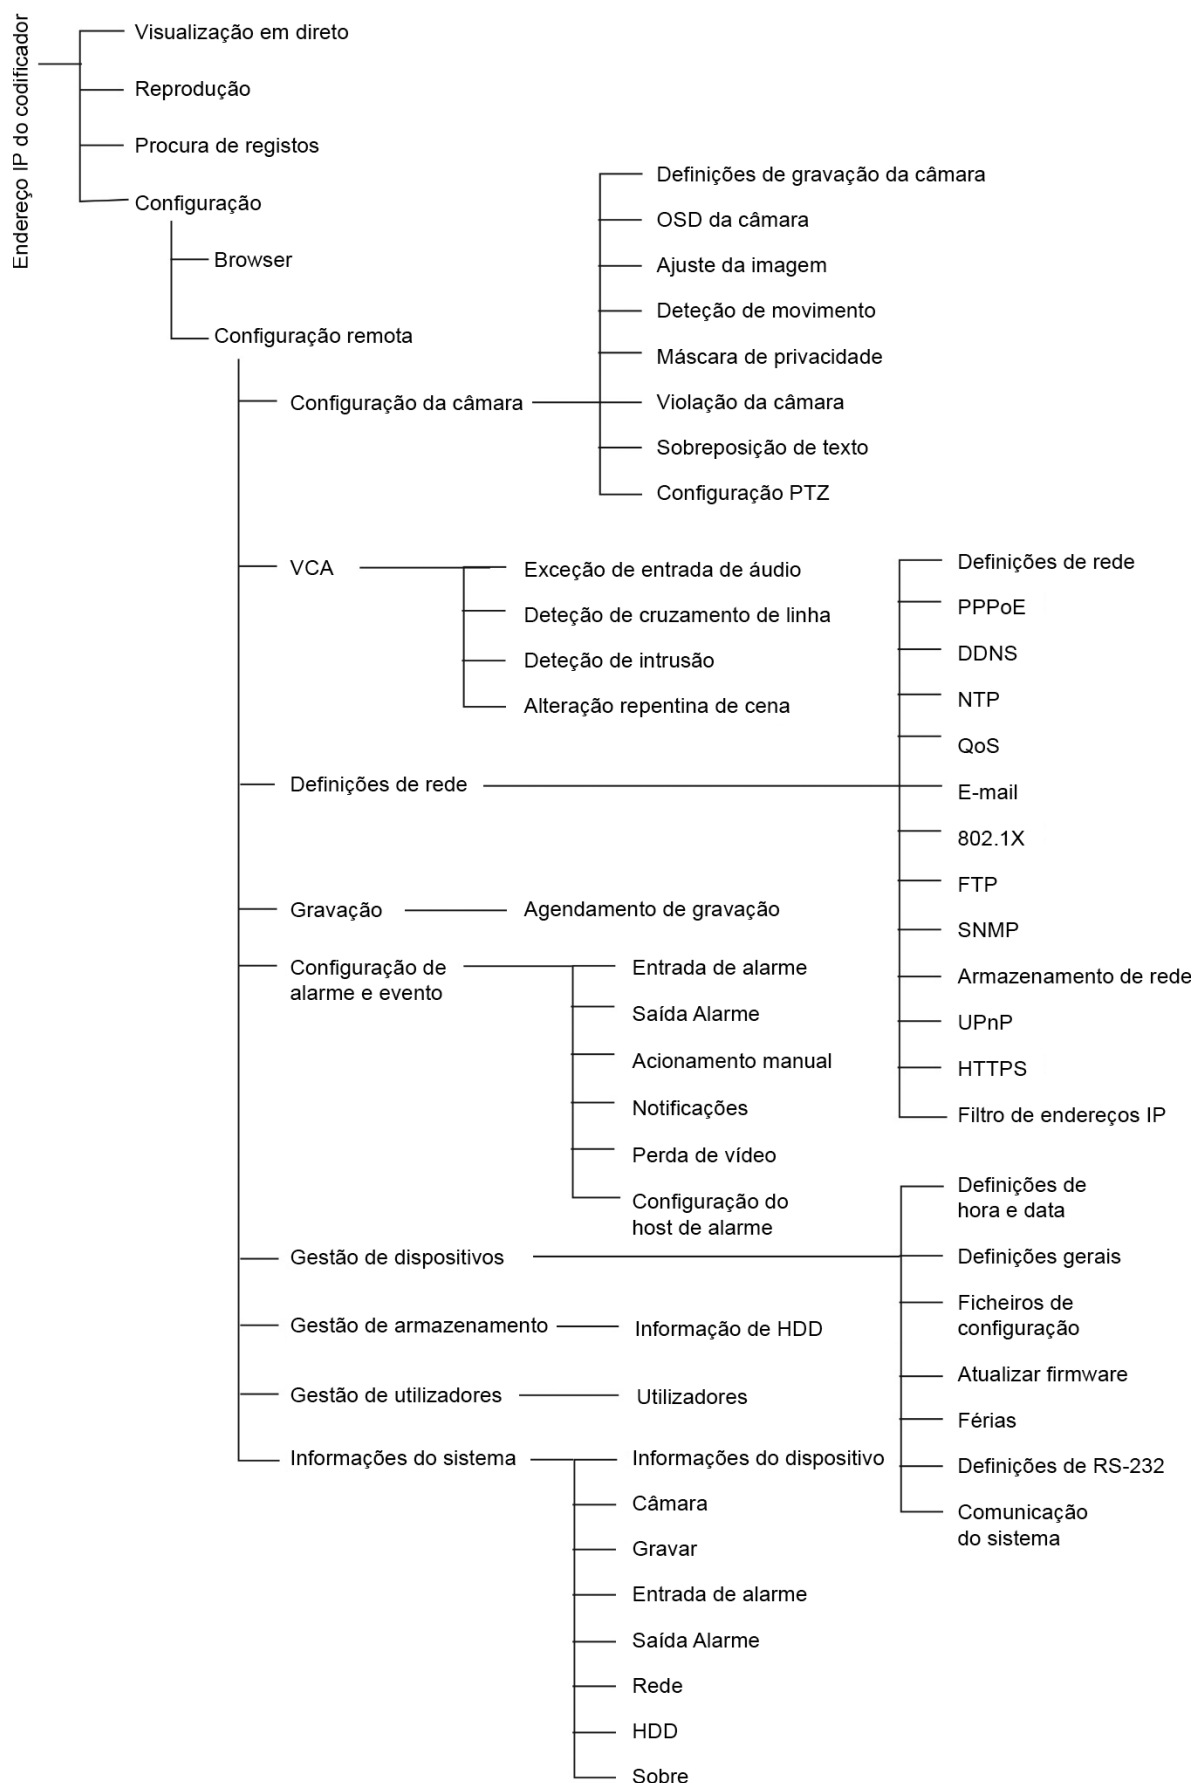 Endereço IP do codificador
Visualização em direto
Reprodução
Procura de registos
Configuração
Browser
Configuração remota
Configuração da câmara
Definições de gravação da câmara
OSD da câmara
Ajuste da imagem
Deteção de movimento
Máscara de privacidade
Violação da câmara
Sobreposição de texto
Configuração PTZ
VCA
Exceção de entrada de áudio
Deteção de cruzamento de linha
Deteção de intrusão
Alteração repentina de cena
Definições de rede
Definições de rede
PPPoE
DDNS
NTP
QoS
E-mail
802.1X
FTP
SNMP
Armazenamento de rede
UPnP
HTTPS
Filtro de endereços IP
Gravação
Agendamento de gravação
Configuração de
alarme e evento
Entrada de alarme
Saída Alarme
Acionamento manual
Notificações
Perda de vídeo
Configuração do
host de alarme
Gestão de dispositivos
Definições de
hora e data
Definições gerais
Ficheiros de
configuração
Atualizar firmware
Férias
Definições de RS-232
Comunicação
do sistema
Gestão de armazenamento
Informação de HDD
Gestão de utilizadores
Utilizadores
Informações do sistema
Informações do dispositivo
Câmara
Gravar
Entrada de alarme
Saída Alarme
Rede
HDD
Sobre